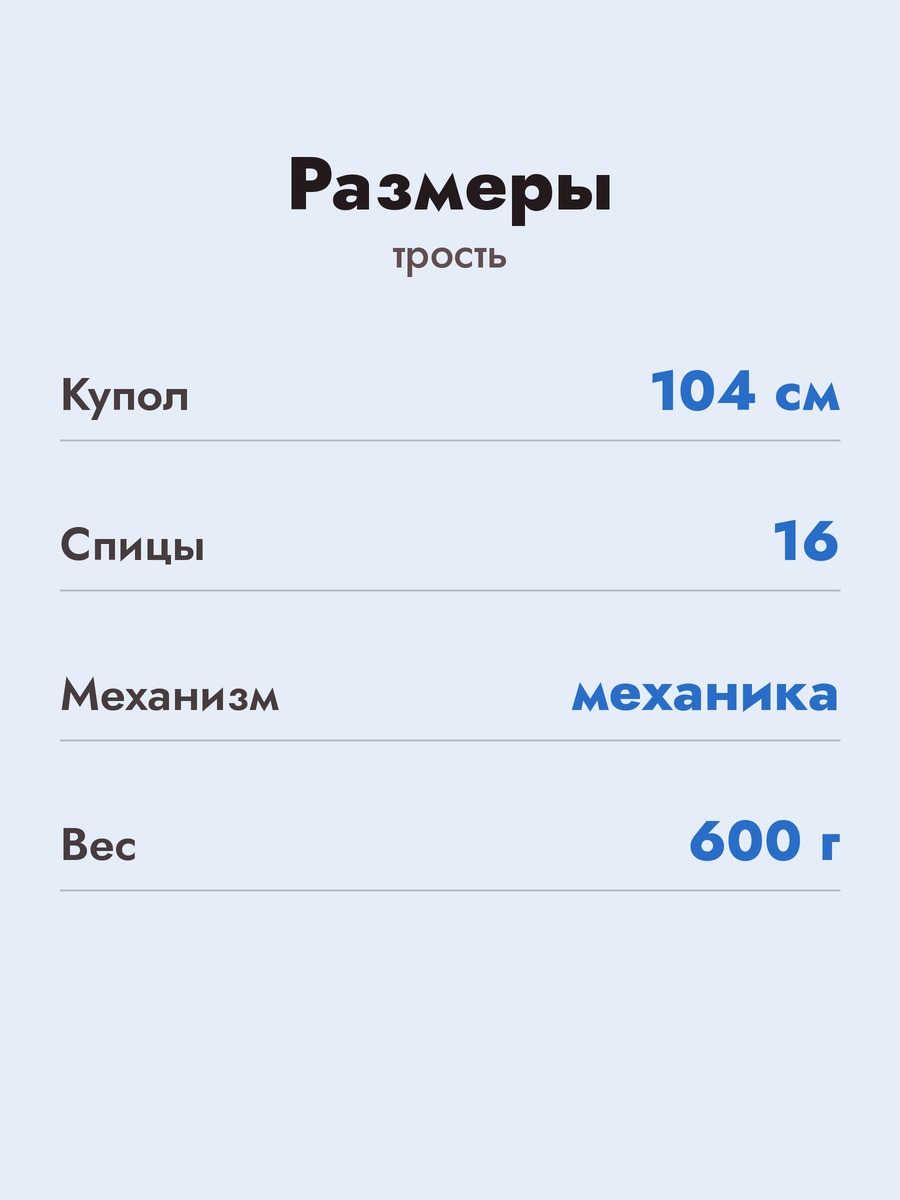 Размеры
трость
Купол 104 см
Спицы 16
Механизм механика
Вес 600 г